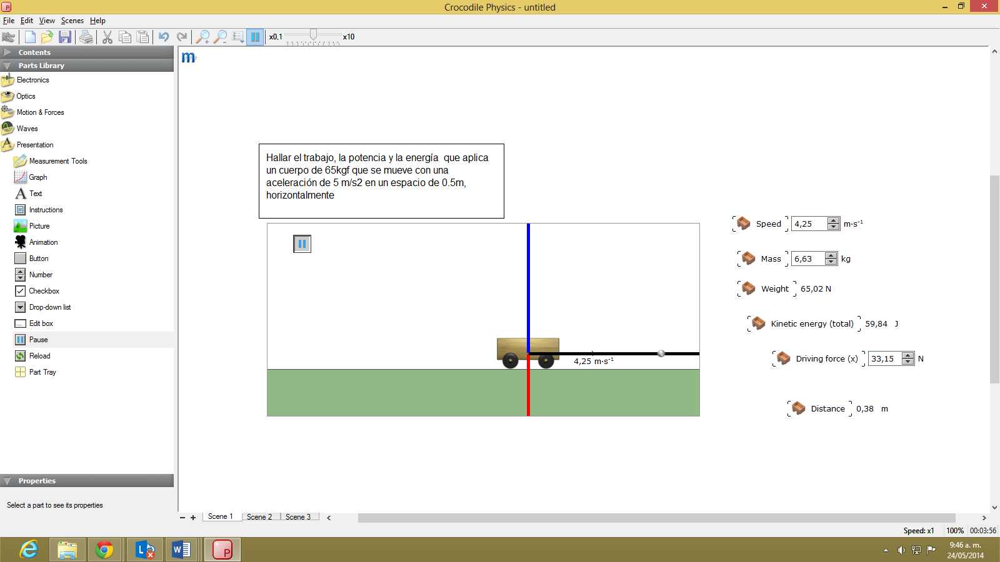 Crocodile Physics - untitled
File Edit View Scenes Help
x0,1 x10
Contents
Parts Library
Electronics
Optics
Motion & Forces
Waves
Presentation
Measurement Tools
Graph
Text
Instructions
Picture
Animation
Button
Number
Checkbox
Drop-down list
Edit box
Pause
Reload
Part Tray
Properties
Select a part to see its properties
m
Hallar el trabajo, la potencia y la energía que aplica
un cuerpo de 65kgf que se mueve con una
aceleración de 5 m/s2 en un espacio de 0.5m,
horizontalmente
4,25 m·s⁻¹
Speed 4,25 m·s⁻¹
Mass 6,63 kg
Weight 65,02 N
Kinetic energy (total) 59,84 J
Driving force (x) 33,15 N
Distance 0,38 m
Scene 1 Scene 2 Scene 3
Speed: x1 100% 00:03:56
9:46 a. m.
24/05/2014